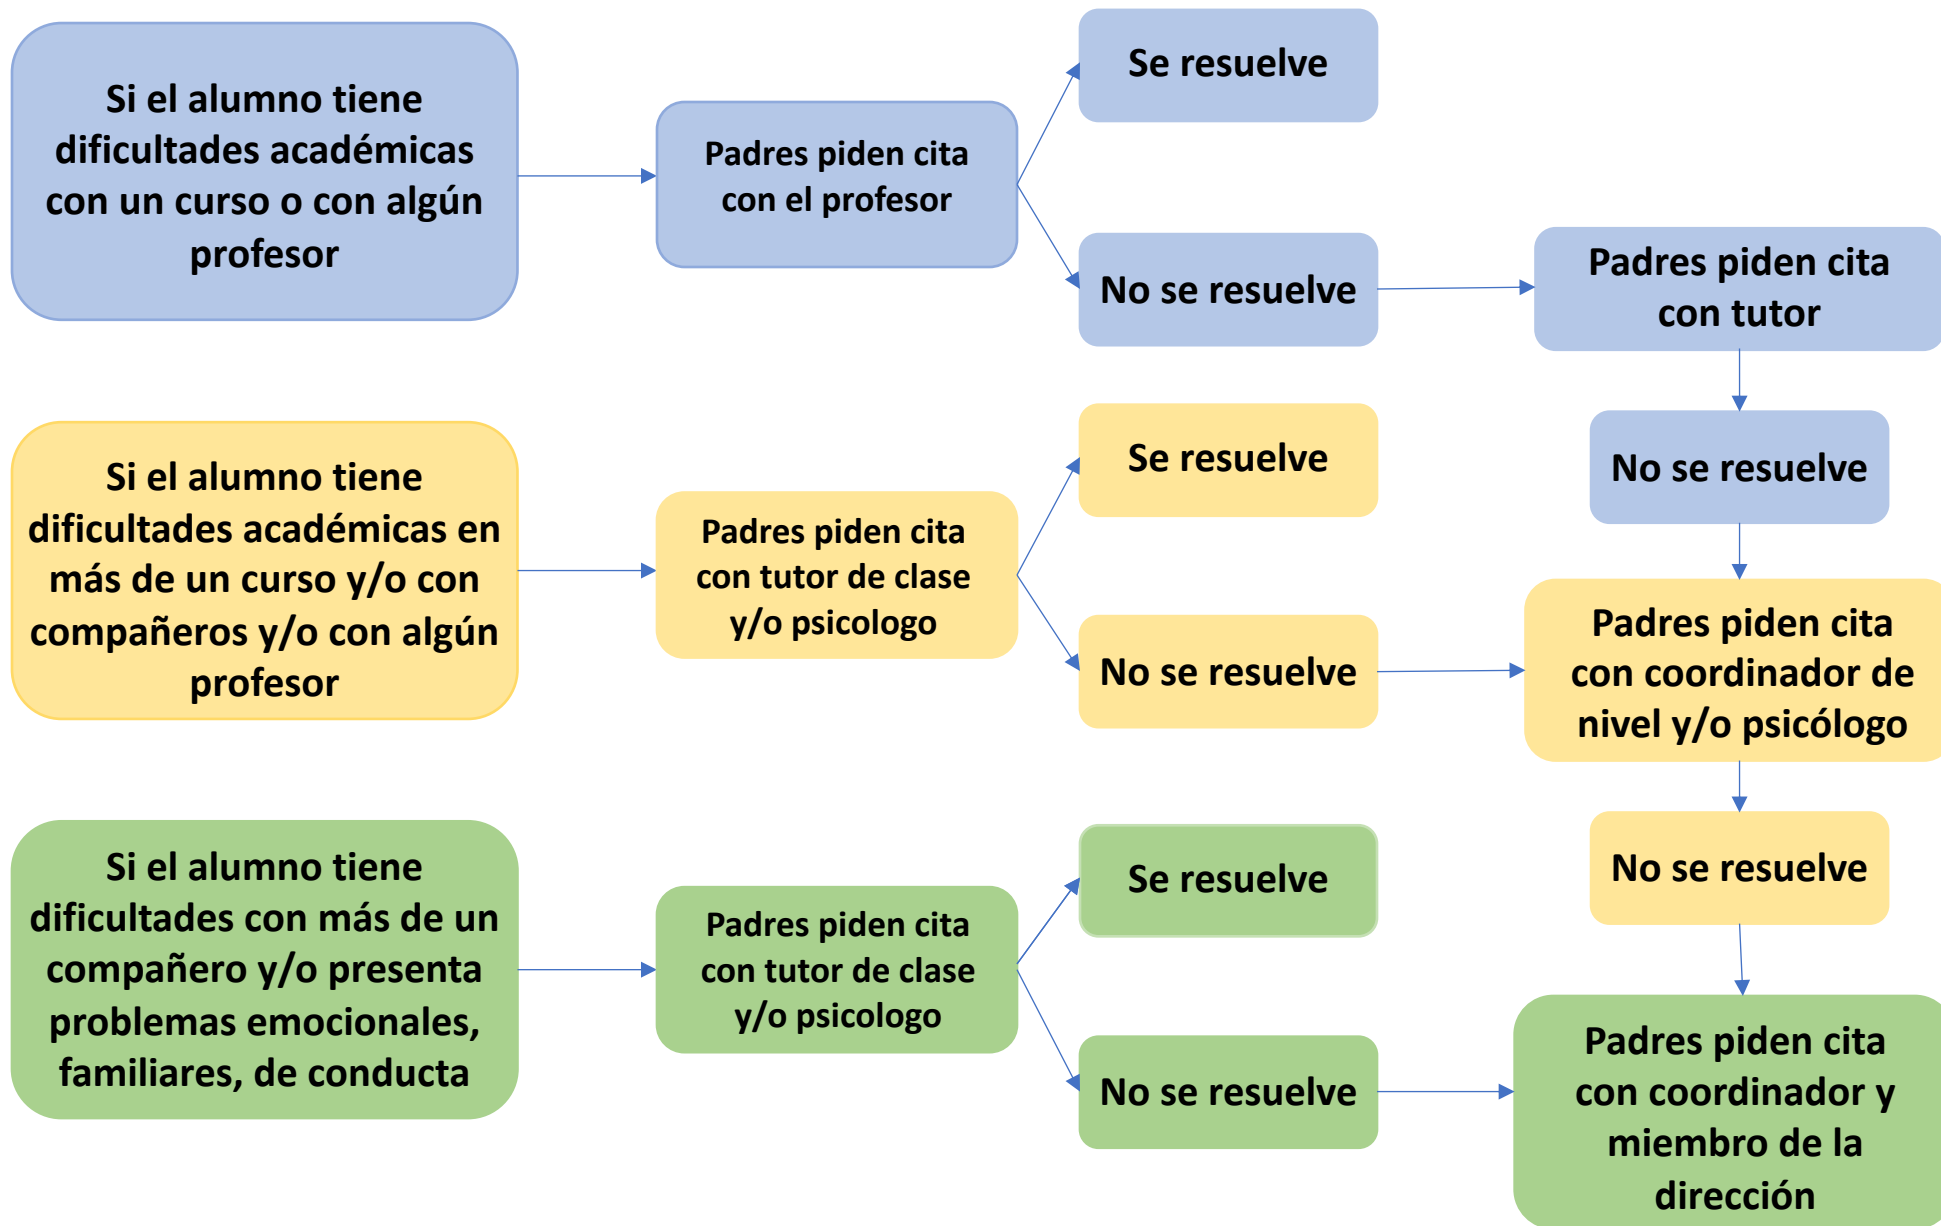 Si el alumno tiene
dificultades académicas
con un curso o con algún
profesor
Padres piden cita
con el profesor
Se resuelve
No se resuelve
Padres piden cita
con tutor
No se resuelve
Si el alumno tiene
dificultades académicas en
más de un curso y/o con
compañeros y/o con algún
profesor
Padres piden cita
con tutor de clase
y/o psicologo
Se resuelve
No se resuelve
Padres piden cita
con coordinador de
nivel y/o psicólogo
No se resuelve
Si el alumno tiene
dificultades con más de un
compañero y/o presenta
problemas emocionales,
familiares, de conducta
Padres piden cita
con tutor de clase
y/o psicologo
Se resuelve
No se resuelve
Padres piden cita
con coordinador y
miembro de la
dirección